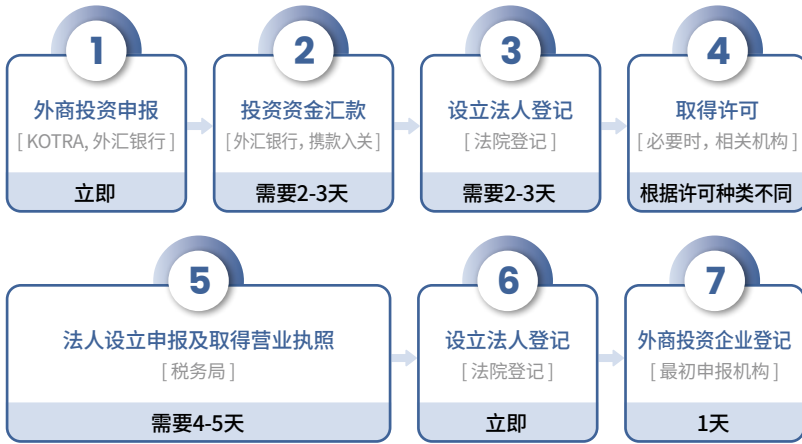 1
外商投资申报
[ KOTRA, 外汇银行 ]
立即
2
投资资金汇款
[ 外汇银行, 携款入关 ]
需要2-3天
3
设立法人登记
[ 法院登记 ]
需要2-3天
4
取得许可
[ 必要时，相关机构 ]
根据许可种类不同
5
法人设立申报及取得营业执照
[ 税务局 ]
需要4-5天
6
设立法人登记
[ 法院登记 ]
立即
7
外商投资企业登记
[ 最初申报机构 ]
1天